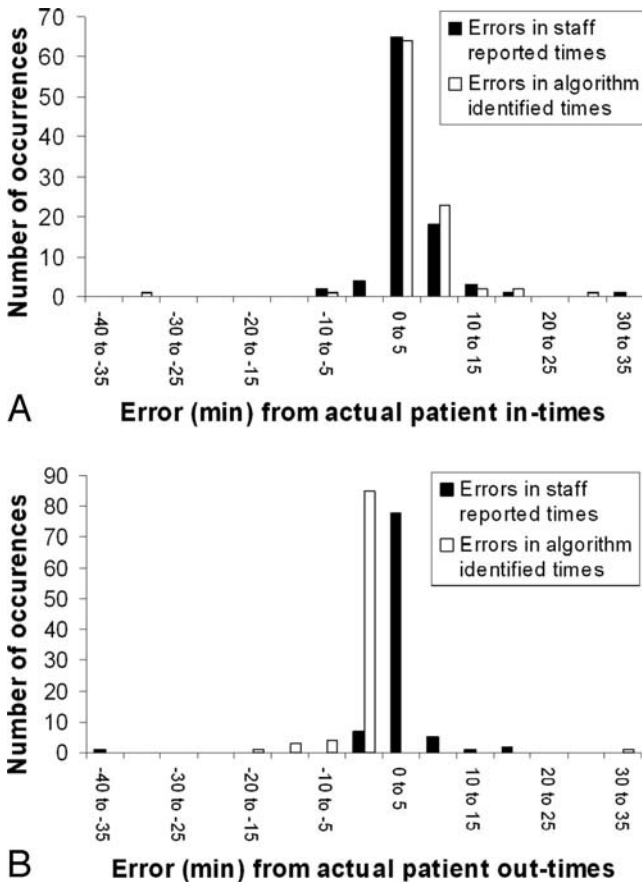 70
60
50
40
30
20
10
0
Number of occurrences
Errors in staff
reported times
Errors in algorithm
identified times
-40 to -35
-30 to -25
-20 to -15
-10 to -5
0 to 5
10 to 15
20 to 25
30 to 35
A
Error (min) from actual patient in-times
90
80
70
60
50
40
30
20
10
0
Number of occurences
Errors in staff
reported times
Errors in algorithm
identified times
-40 to -35
-30 to -25
-20 to -15
-10 to -5
0 to 5
10 to 15
20 to 25
30 to 35
B
Error (min) from actual patient out-times